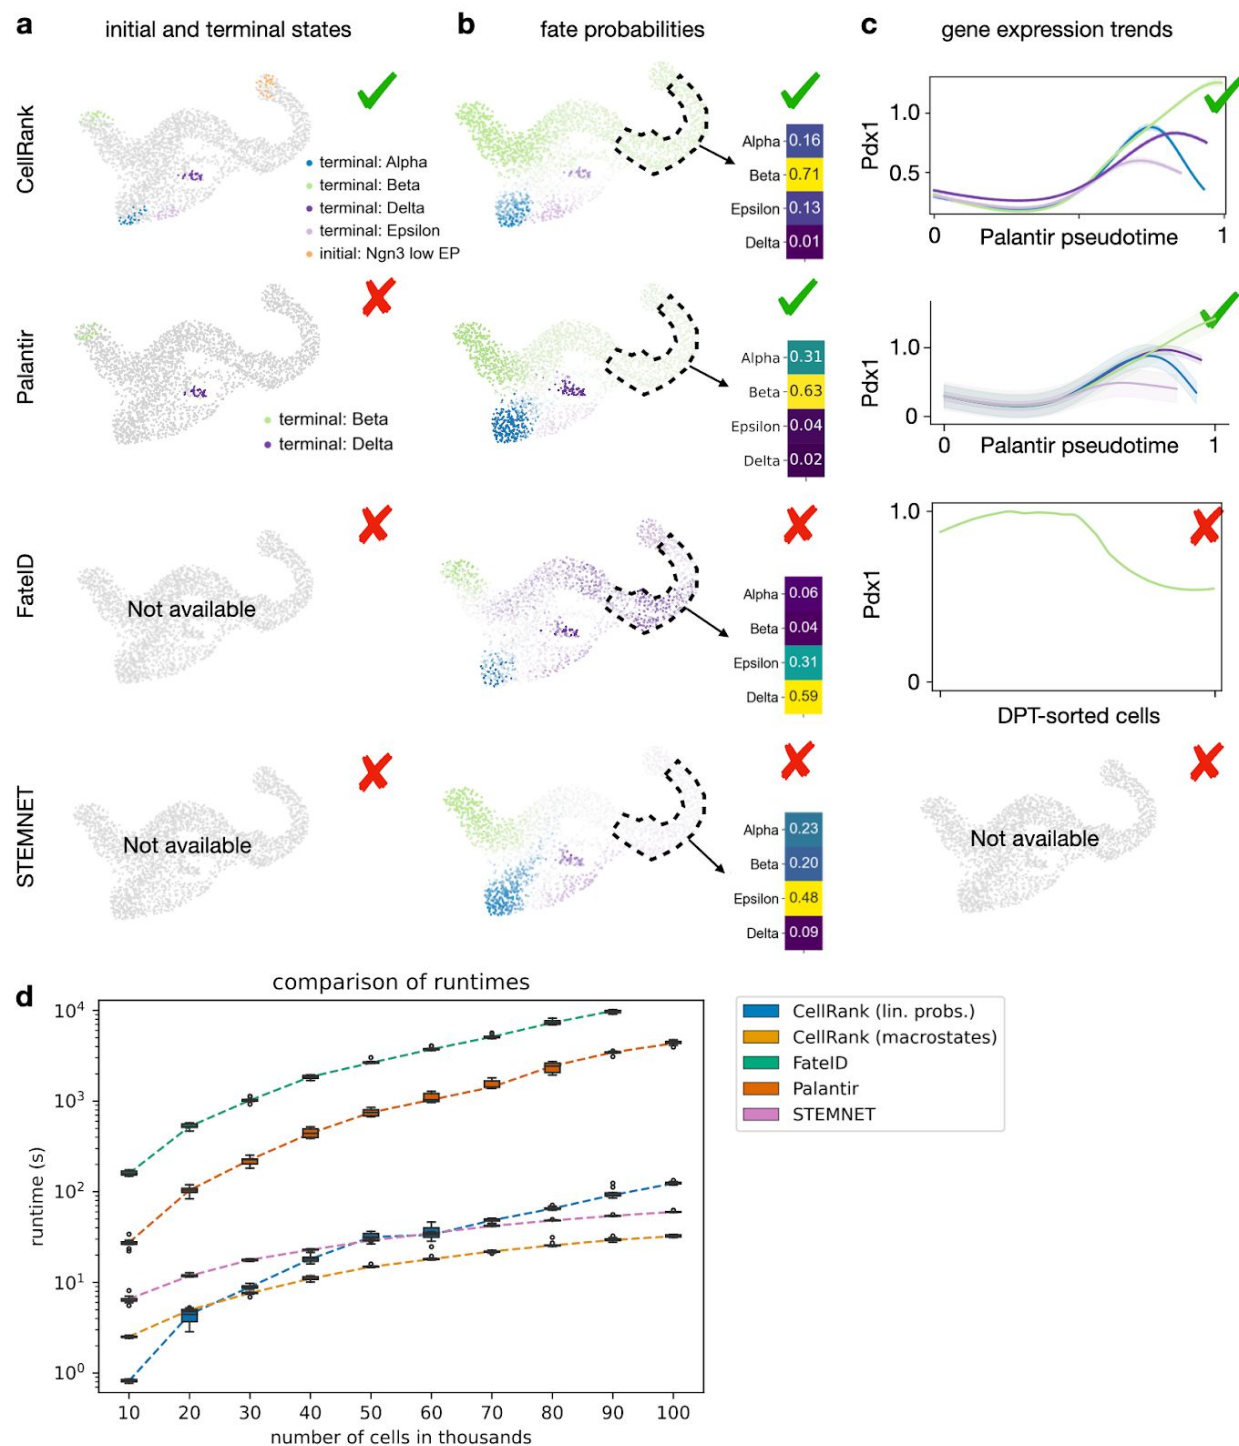 a initial and terminal states
b fate probabilities
c gene expression trends
CellRank
terminal: Alpha
terminal: Beta
terminal: Delta
terminal: Epsilon
initial: Ngn3 low EP
Alpha 0.16
Beta 0.71
Epsilon 0.13
Delta 0.01
Pdx1
1.0
0.5
0 1
Palantir pseudotime
Palantir
terminal: Beta
terminal: Delta
Alpha 0.31
Beta 0.63
Epsilon 0.04
Delta 0.02
Pdx1
1.0
0
0 1
Palantir pseudotime
FateID
Not available
Alpha 0.06
Beta 0.04
Epsilon 0.31
Delta 0.59
Pdx1
1.0
0
DPT-sorted cells
STEMNET
Not available
Alpha 0.23
Beta 0.20
Epsilon 0.48
Delta 0.09
Not available
d comparison of runtimes
runtime (s)
10⁴
10³
10²
10¹
10⁰
10 20 30 40 50 60 70 80 90 100
number of cells in thousands
CellRank (lin. probs.)
CellRank (macrostates)
FateID
Palantir
STEMNET